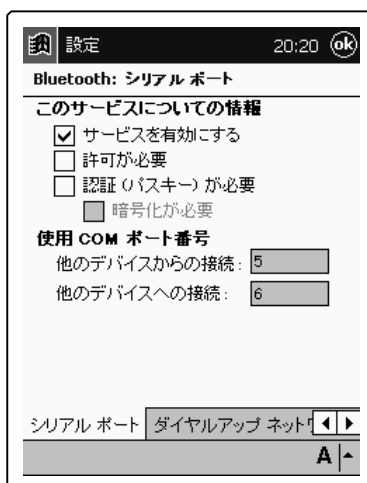 設定 20:20 ok
Bluetooth: シリアル ポート
このサービスについての情報
サービスを有効にする
許可が必要
認証（パスキー）が必要
暗号化が必要
使用 COM ポート番号
他のデバイスからの接続： 5
他のデバイスへの接続： 6
シリアル ポート ダイヤルアップ ネット
A